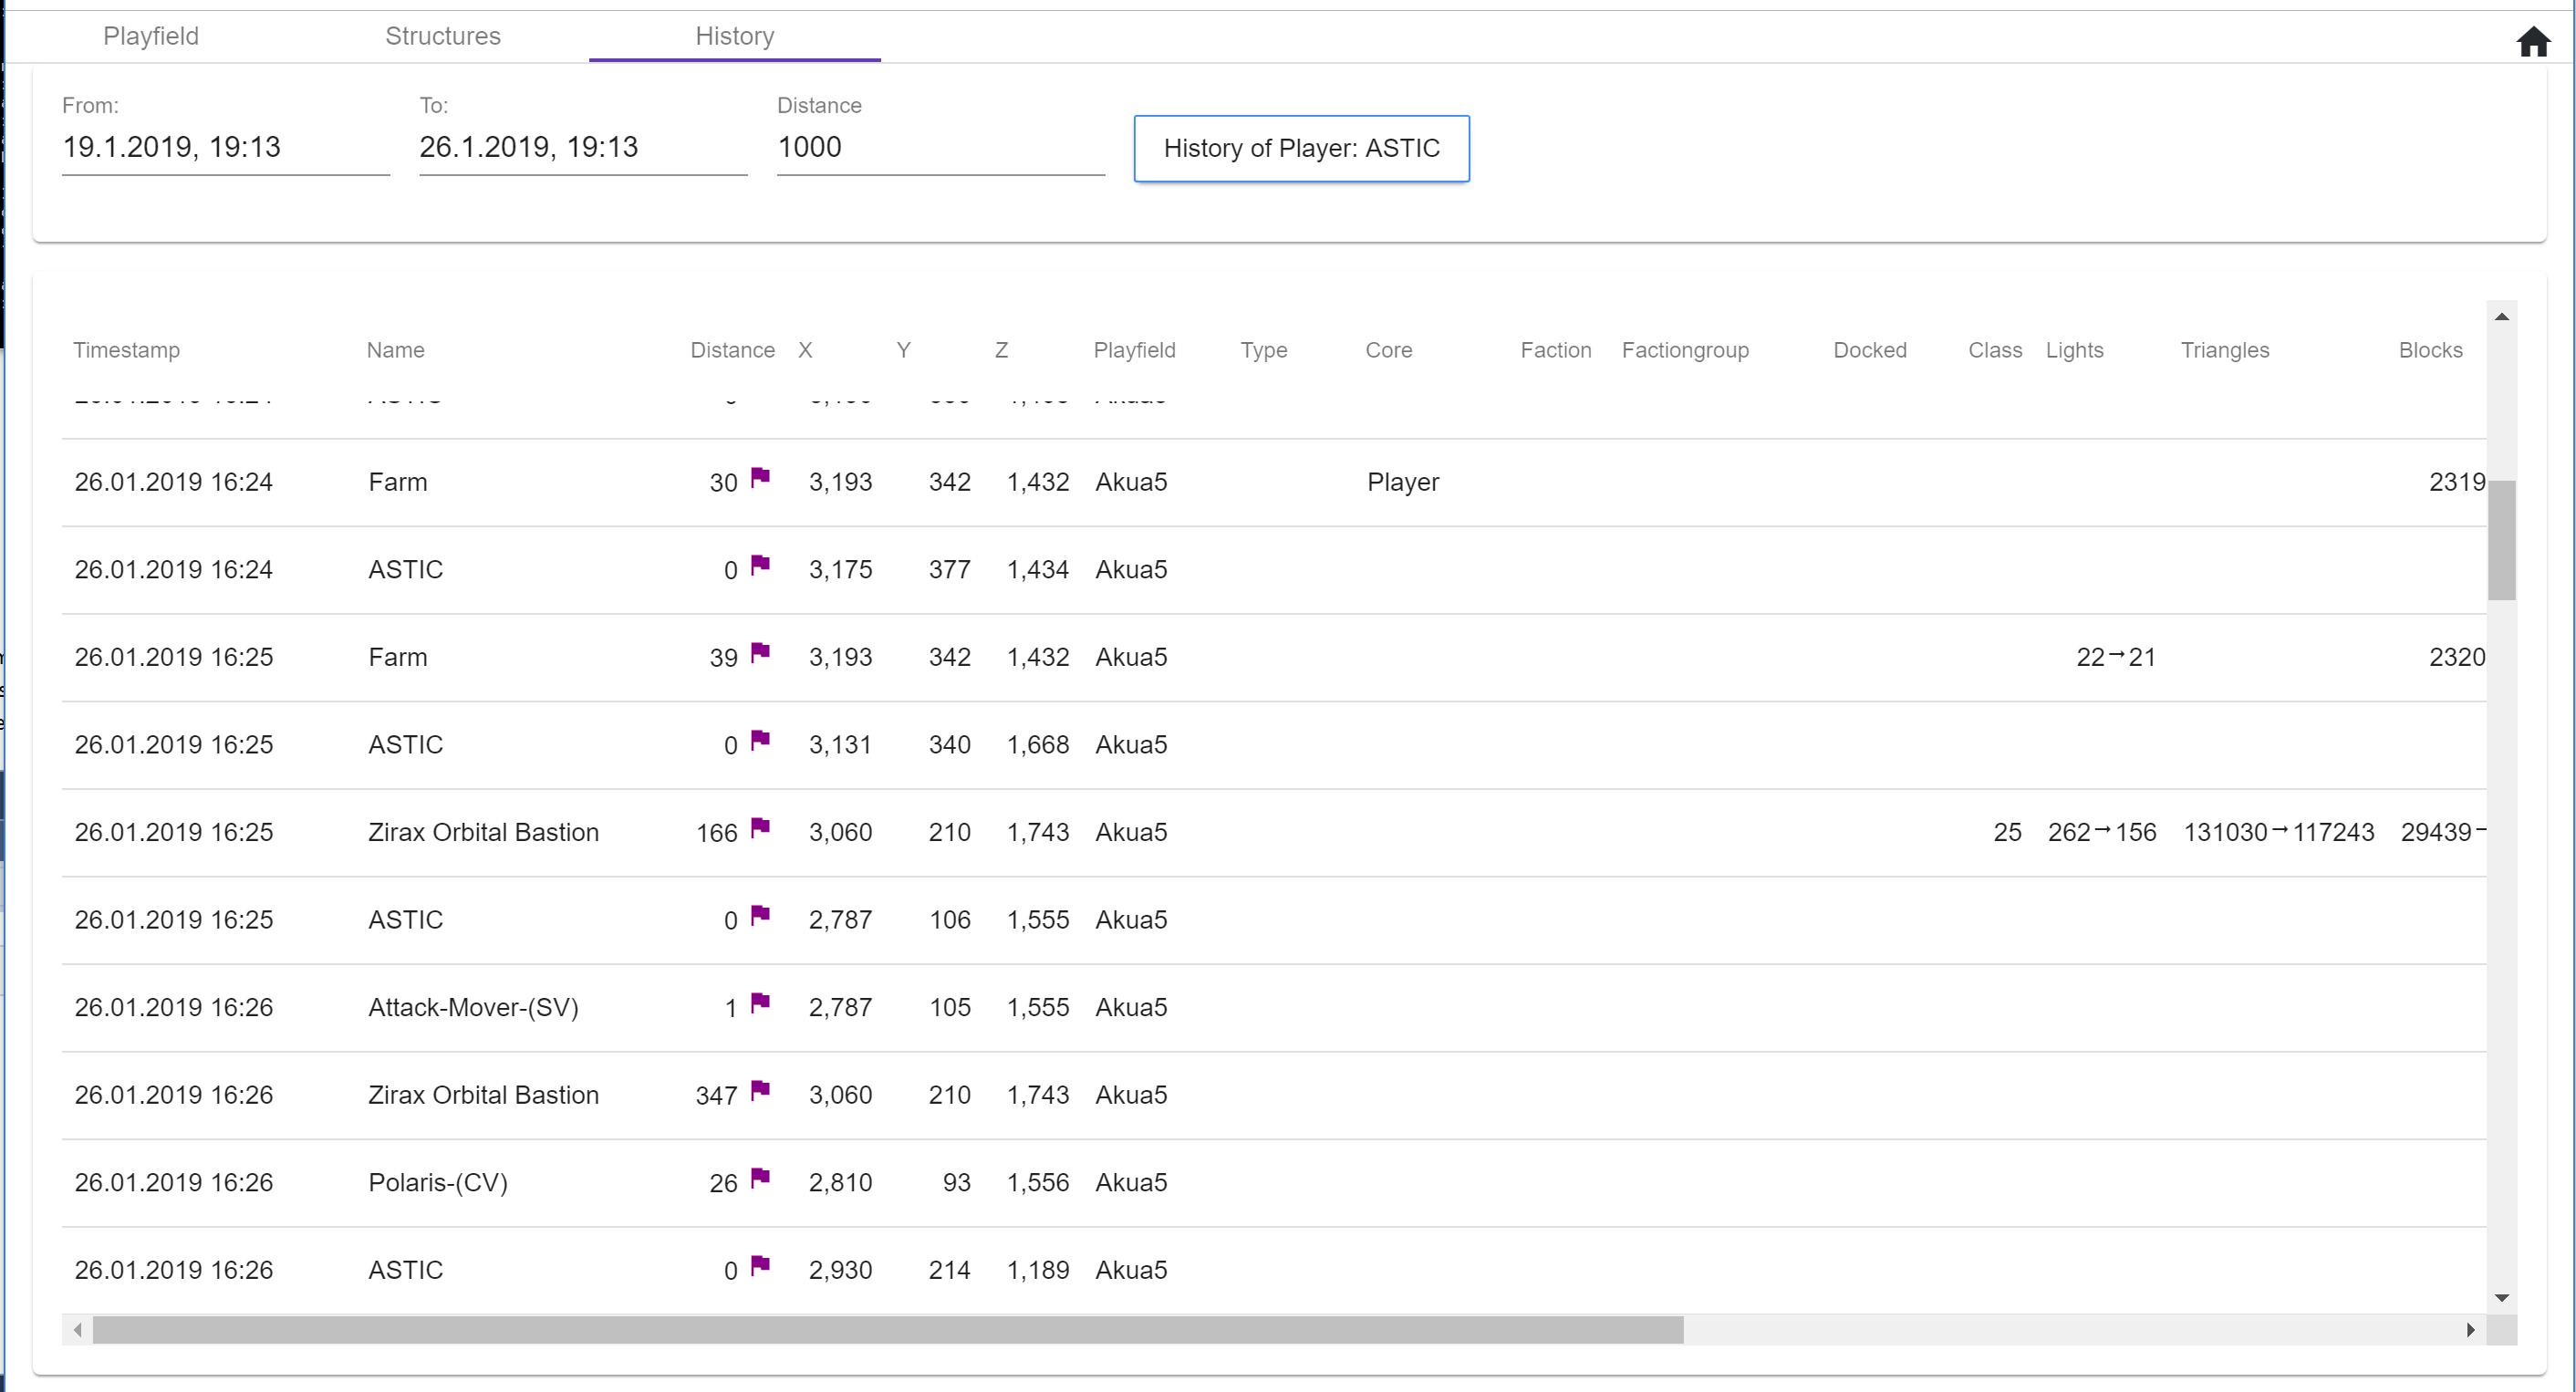 Playfield Structures History
From: To: Distance
19.1.2019, 19:13 26.1.2019, 19:13 1000 History of Player: ASTIC
Timestamp Name Distance X Y Z Playfield Type Core Faction Factiongroup Docked Class Lights Triangles Blocks
26.01.2019 16:24 Farm 30 3,193 342 1,432 Akua5 Player 2319
26.01.2019 16:24 ASTIC 0 3,175 377 1,434 Akua5
26.01.2019 16:25 Farm 39 3,193 342 1,432 Akua5 22→21 2320
26.01.2019 16:25 ASTIC 0 3,131 340 1,668 Akua5
26.01.2019 16:25 Zirax Orbital Bastion 166 3,060 210 1,743 Akua5 25 262→156 131030→117243 29439
26.01.2019 16:25 ASTIC 0 2,787 106 1,555 Akua5
26.01.2019 16:26 Attack-Mover-(SV) 1 2,787 105 1,555 Akua5
26.01.2019 16:26 Zirax Orbital Bastion 347 3,060 210 1,743 Akua5
26.01.2019 16:26 Polaris-(CV) 26 2,810 93 1,556 Akua5
26.01.2019 16:26 ASTIC 0 2,930 214 1,189 Akua5